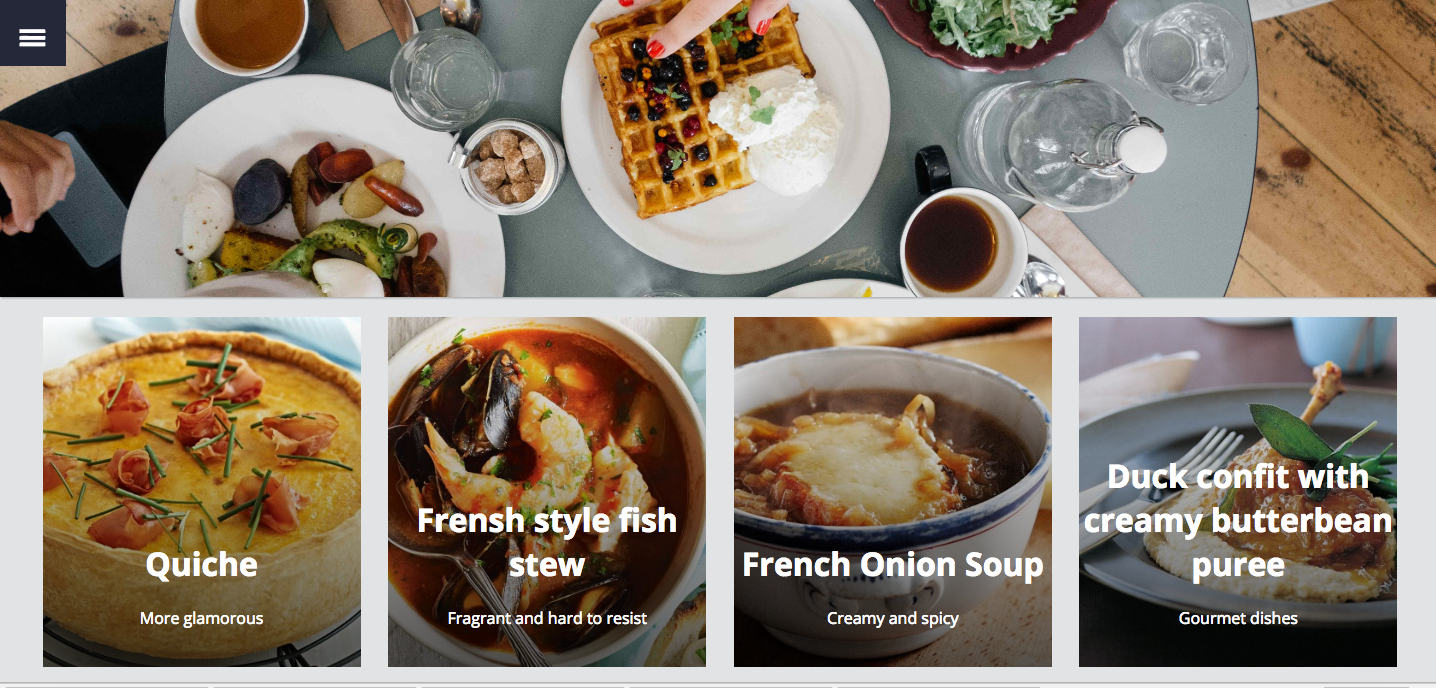 Quiche
More glamorous
Frensh style fish
stew
Fragrant and hard to resist
French Onion Soup
Creamy and spicy
Duck confit with
creamy butterbean
puree
Gourmet dishes